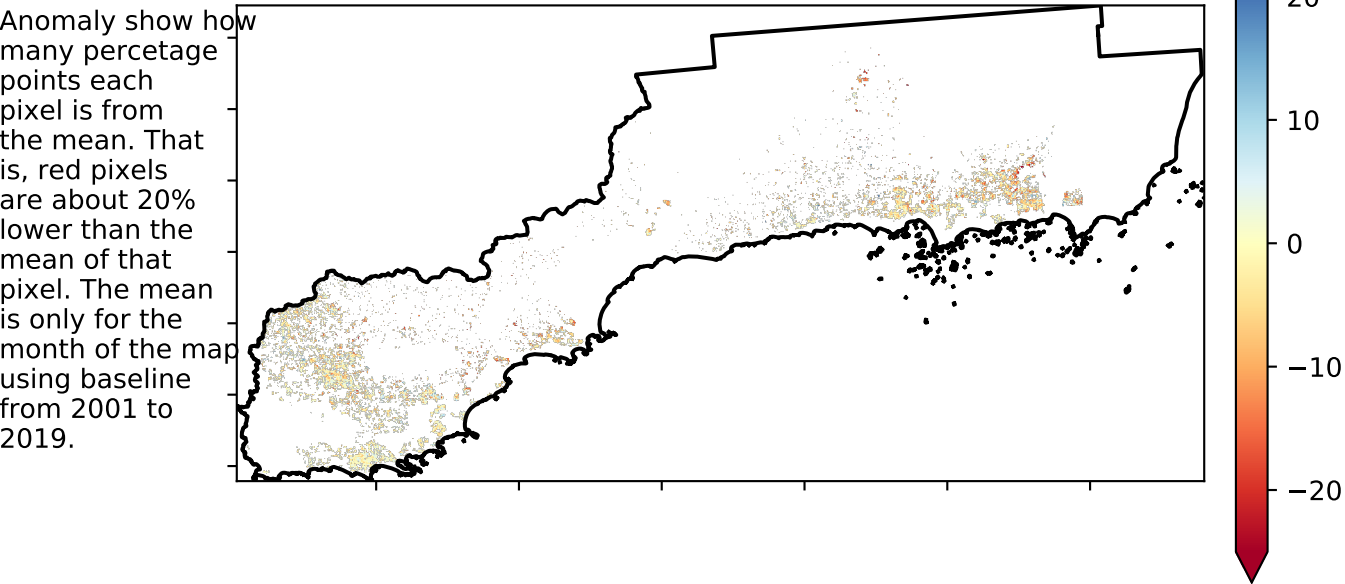 Anomaly show how
many percetage
points each
pixel is from
the mean. That
is, red pixels
are about 20%
lower than the
mean of that
pixel. The mean
is only for the
month of the map
using baseline
from 2001 to
2019.
20
10
0
−10
−20